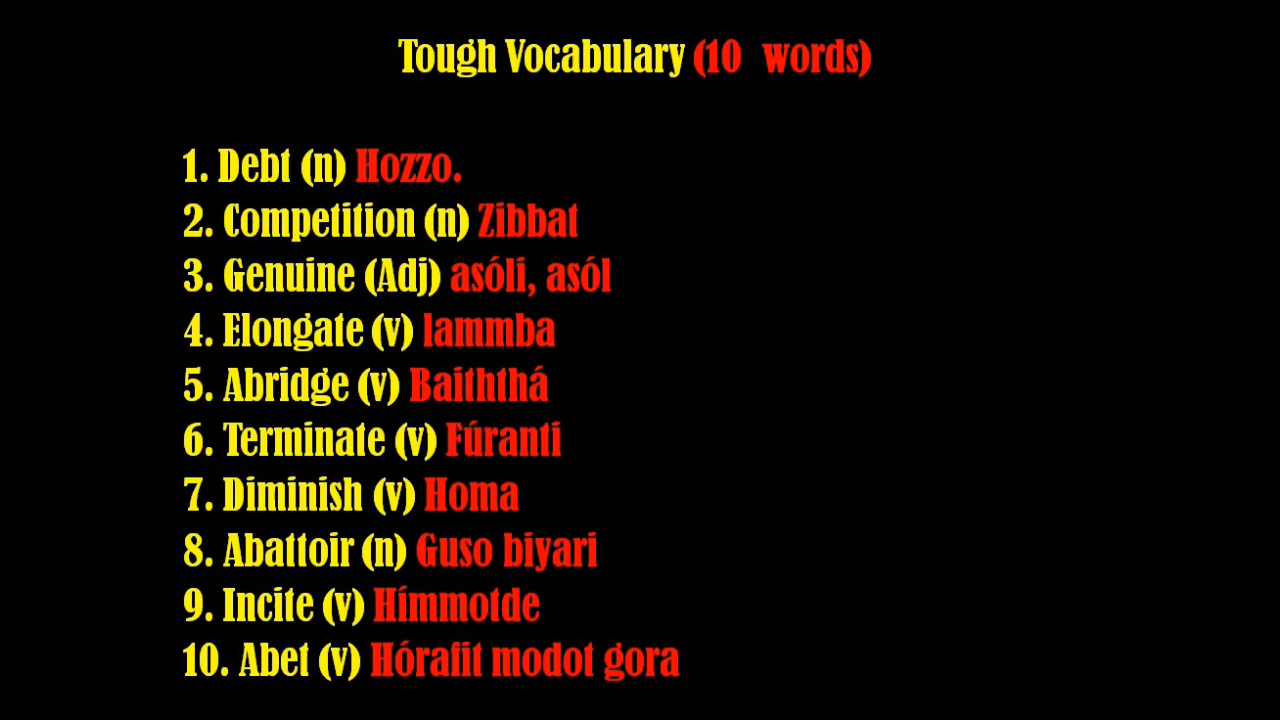 Tough Vocabulary (10 words)
1. Debt (n) Hozzo.
2. Competition (n) Zibbat
3. Genuine (Adj) asóli, asól
4. Elongate (v) lammba
5. Abridge (v) Baiththá
6. Terminate (v) Fúranti
7. Diminish (v) Homa
8. Abattoir (n) Guso biyari
9. Incite (v) Hímmotde
10. Abet (v) Hórafit modot gora